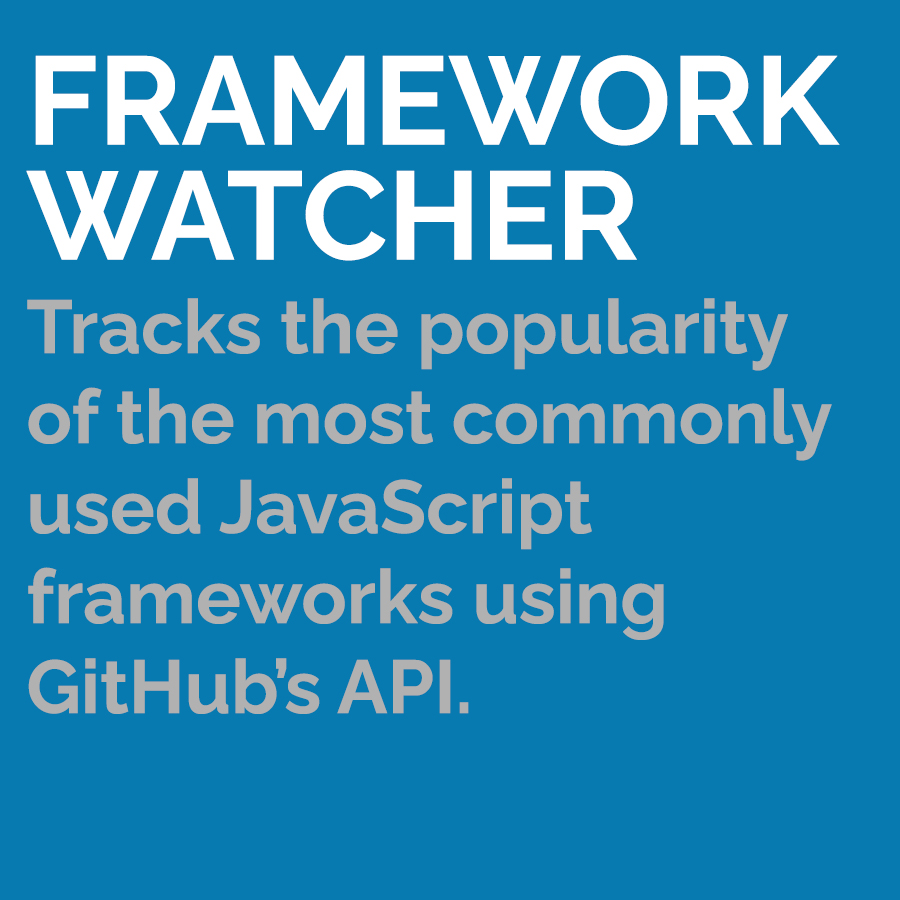 FRAMEWORK
WATCHER
Tracks the popularity
of the most commonly
used JavaScript
frameworks using
GitHub’s API.